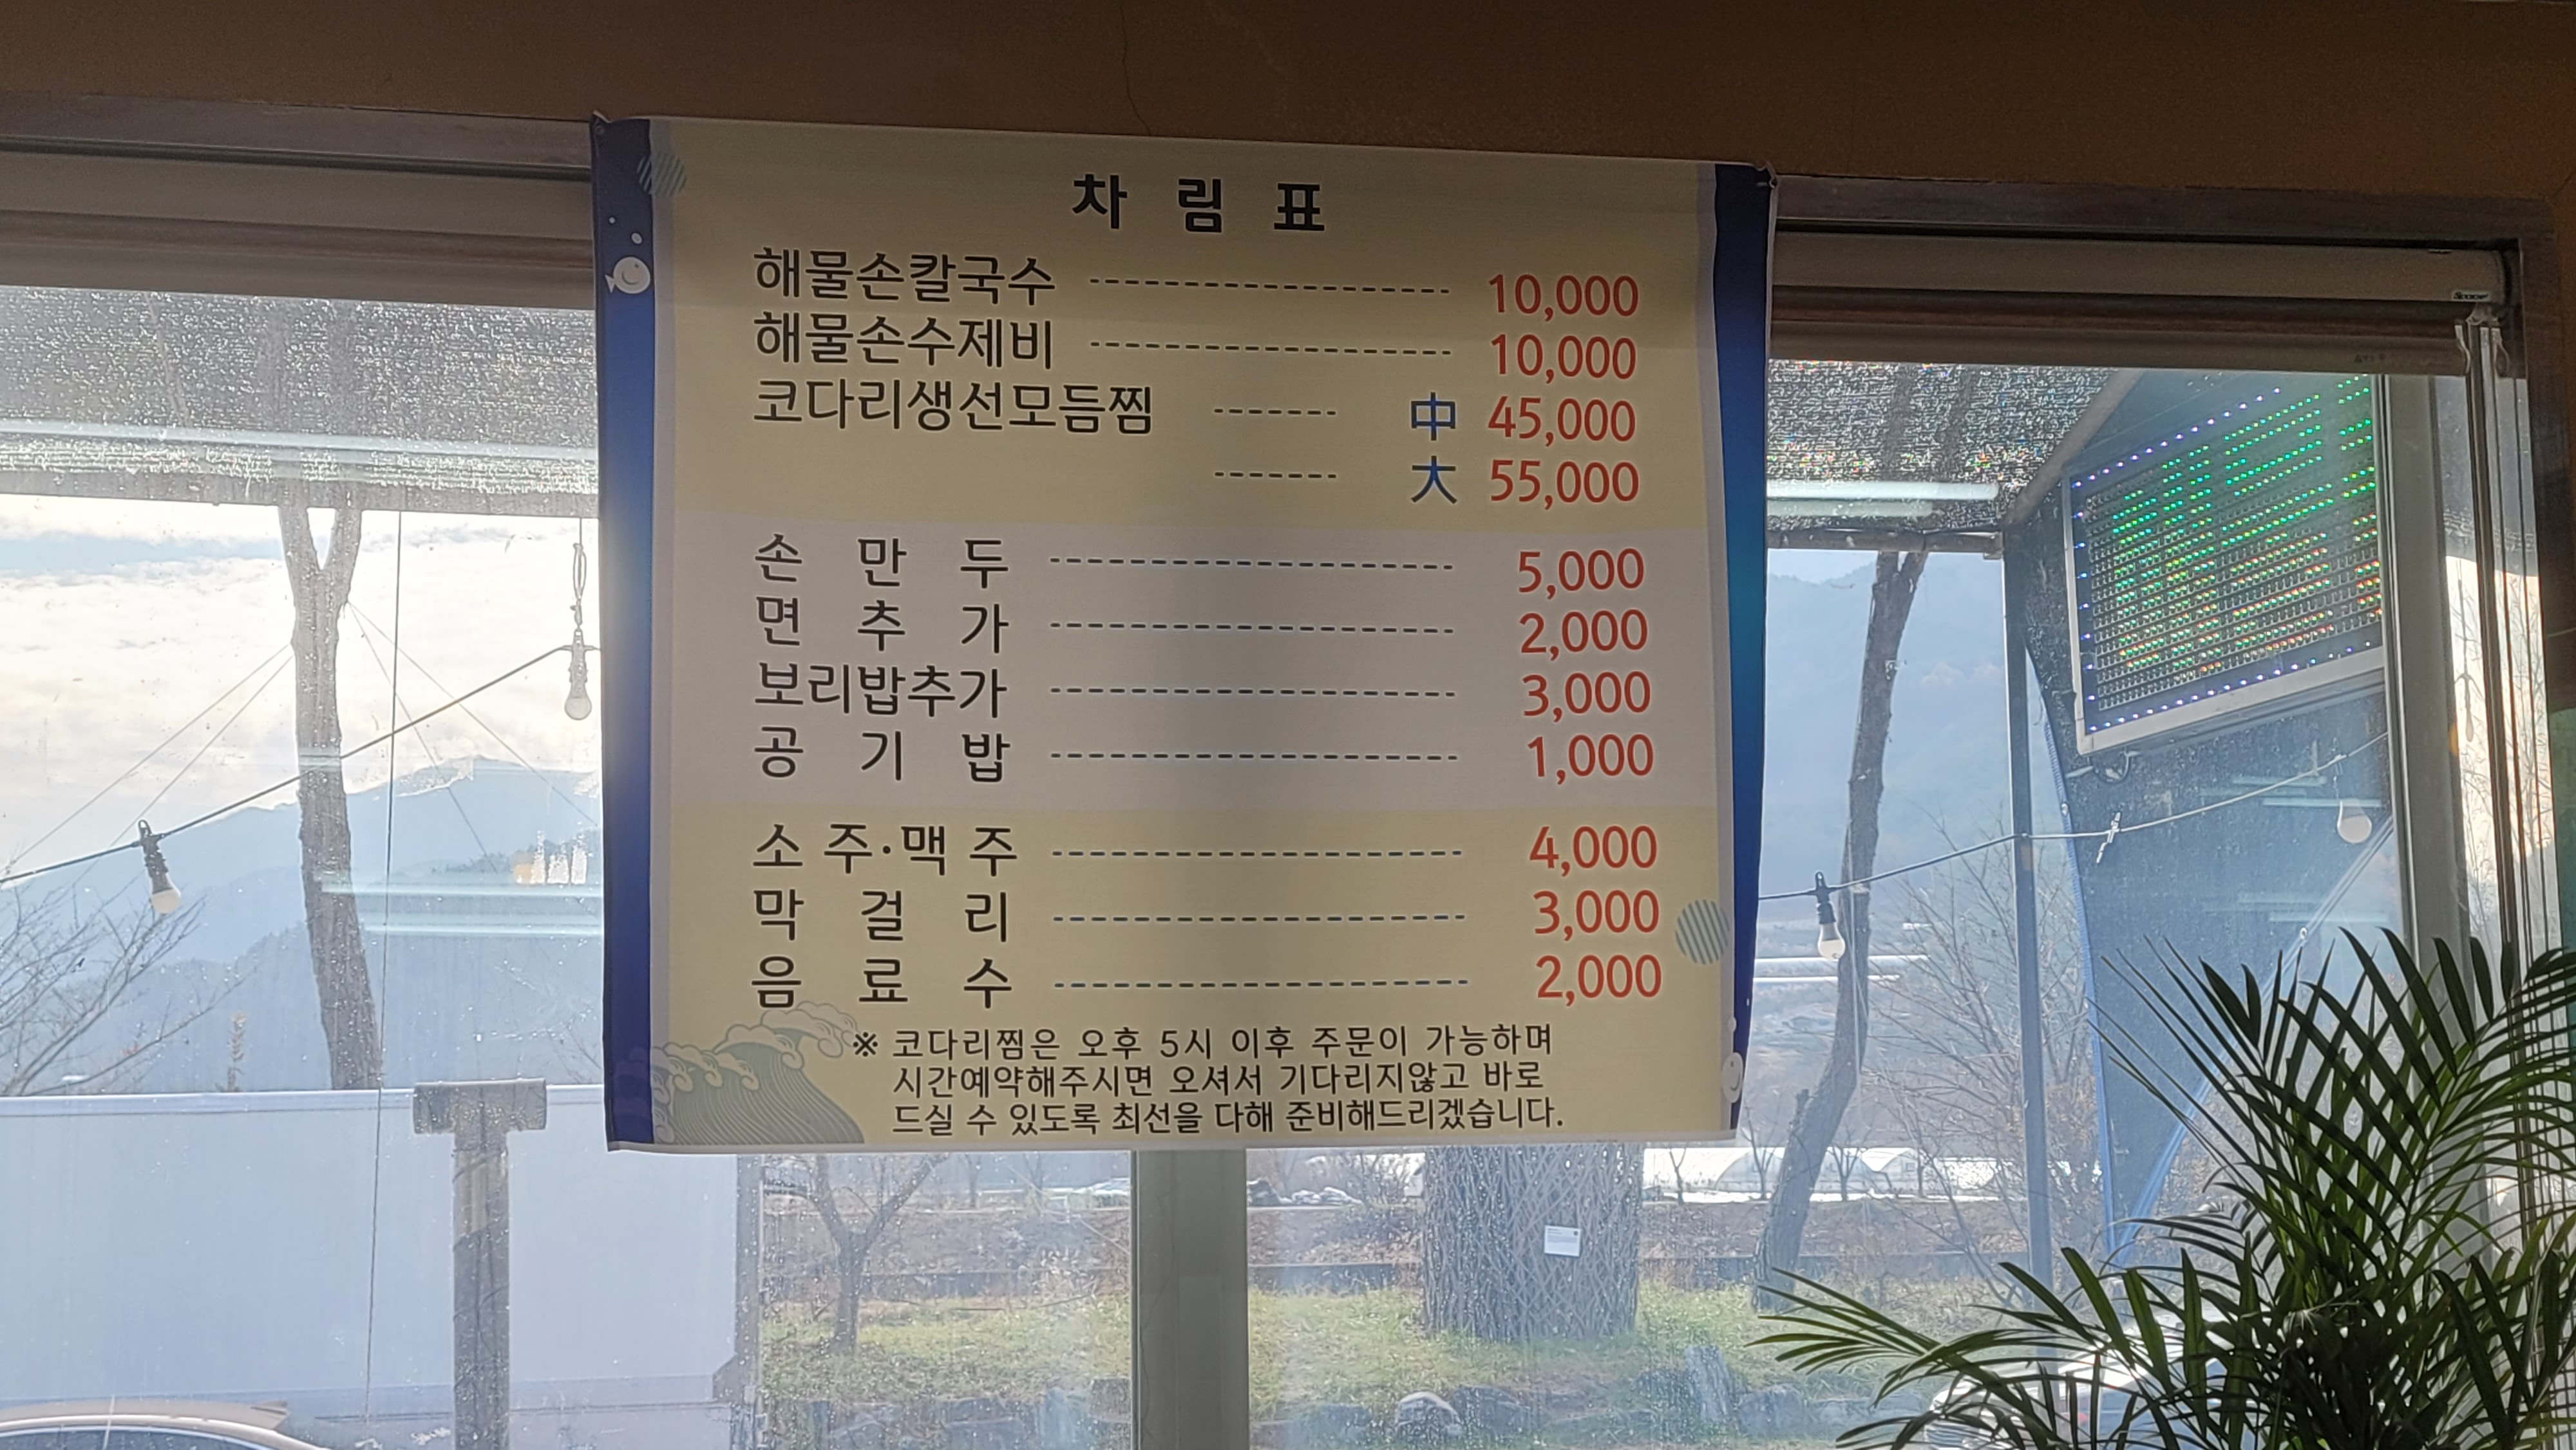 차 림 표
해물손칼국수 ------------------ 10,000
해물손수제비 ------------------ 10,000
코다리생선모듬찜 ------- 中 45,000
------- 大 55,000
손 만 두 -------------------- 5,000
면 추 가 -------------------- 2,000
보리밥추가 -------------------- 3,000
공 기 밥 -------------------- 1,000
소 주·맥 주 -------------------- 4,000
막 걸 리 -------------------- 3,000
음 료 수 -------------------- 2,000
※ 코다리찜은 오후 5시 이후 주문이 가능하며
시간예약해주시면 오셔서 기다리지않고 바로
드실 수 있도록 최선을 다해 준비해드리겠습니다.